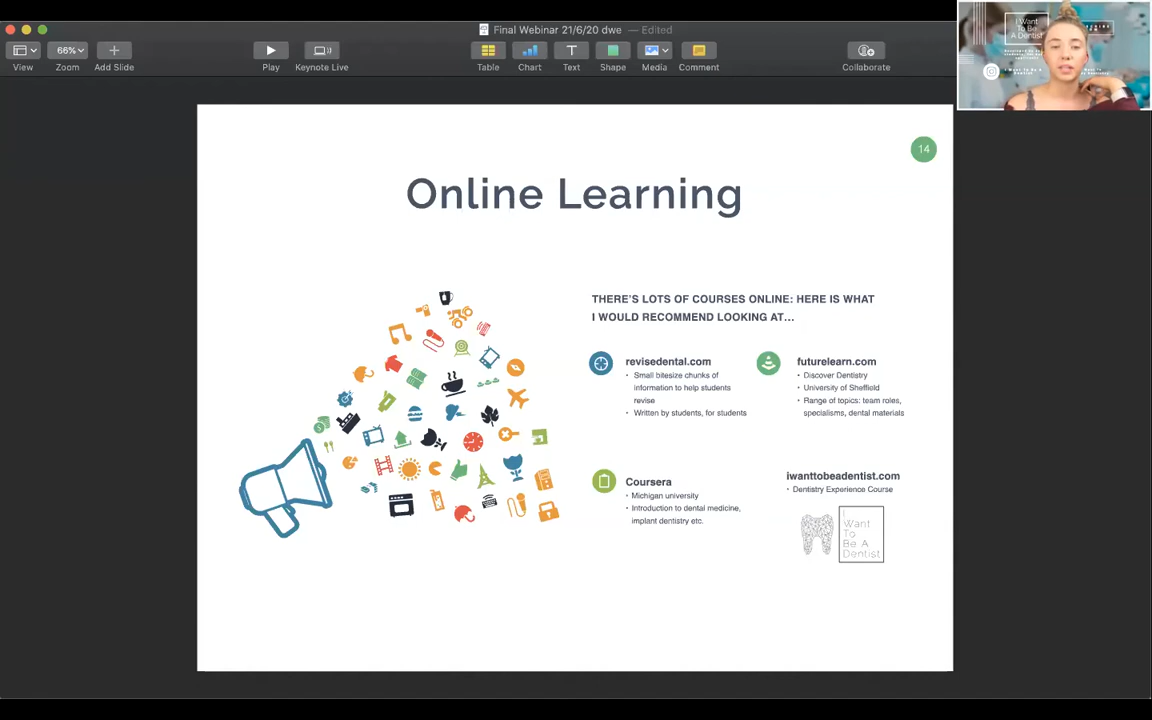 Final Webinar 21/6/20 dwe — Edited
66%
View
Zoom
Add Slide
Play
Keynote Live
Table
Chart
Text
Shape
Media
Comment
Collaborate
I Want
To Be
A Dentist
14
Online Learning
THERE'S LOTS OF COURSES ONLINE: HERE IS WHAT
I WOULD RECOMMEND LOOKING AT...
revisedental.com
• Small bitesize chunks of
information to help students
revise
• Written by students, for students
futurelearn.com
• Discover Dentistry
• University of Sheffield
• Range of topics: team roles,
specialisms, dental materials
Coursera
• Michigan university
• Introduction to dental medicine,
implant dentistry etc.
iwanttobeadentist.com
• Dentistry Experience Course
I
Want
To
Be A
Dentist